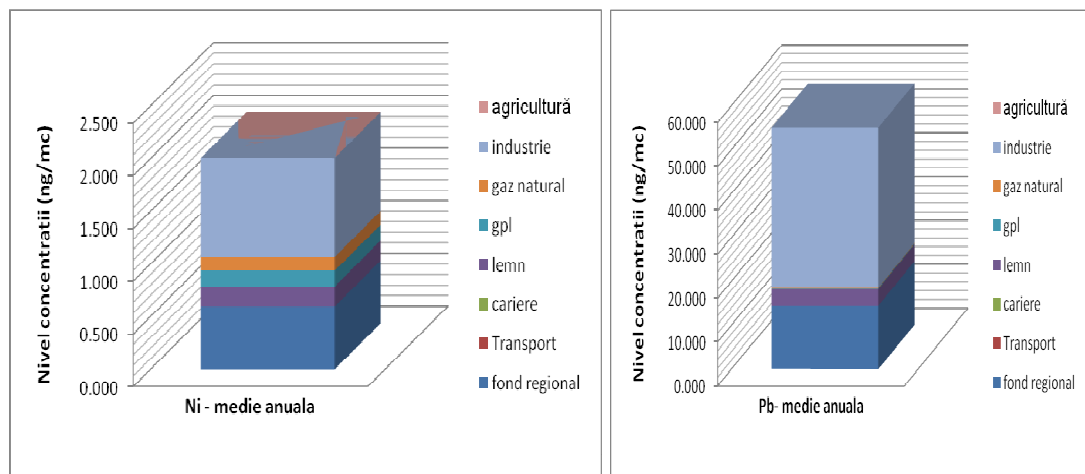 Nivel concentratii (ng/mc)
2.500
2.000
1.500
1.000
0.500
0.000
Ni - medie anuala
agricultură
industrie
gaz natural
gpl
lemn
cariere
Transport
fond regional
Nivel concentratii (ng/mc)
60.000
50.000
40.000
30.000
20.000
10.000
0.000
Pb- medie anuala
agricultură
industrie
gaz natural
gpl
lemn
cariere
Transport
fond regional